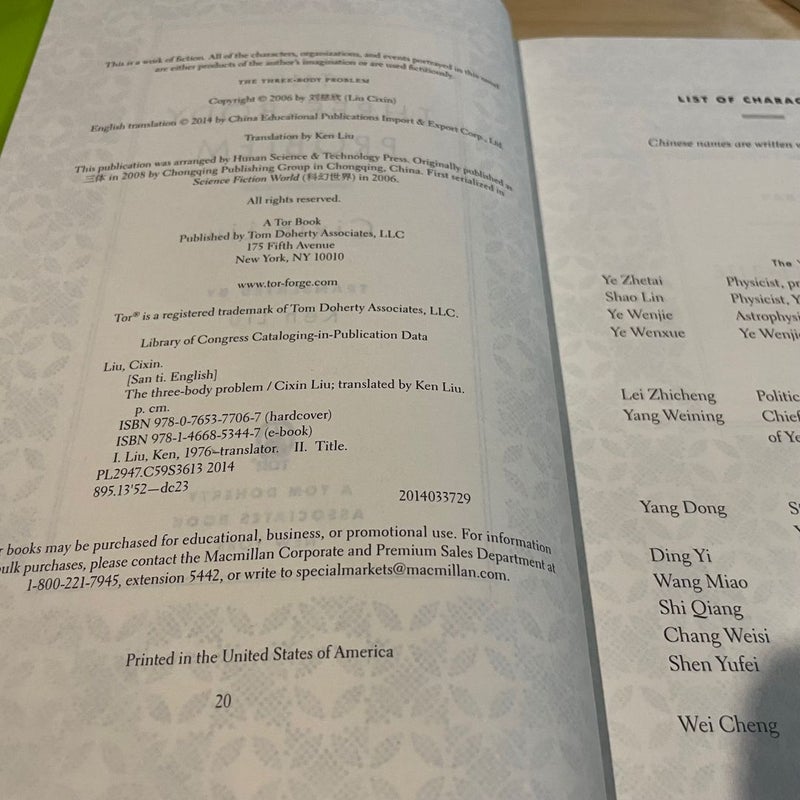 This is a work of fiction. All of the characters, organizations, and events portrayed in this novel
are either products of the author's imagination or are used fictitiously.
THE THREE-BODY PROBLEM
Copyright © 2006 by 刘慈欣 (Liu Cixin)
English translation © 2014 by China Educational Publications Import & Export Corp., Ltd.
Translation by Ken Liu
This publication was arranged by Hunan Science & Technology Press. Originally published as
三体 in 2008 by Chongqing Publishing Group in Chongqing, China. First serialized in
Science Fiction World (科幻世界) in 2006.
All rights reserved.
A Tor Book
Published by Tom Doherty Associates, LLC
175 Fifth Avenue
New York, NY 10010
www.tor-forge.com
Tor® is a registered trademark of Tom Doherty Associates, LLC.
Library of Congress Cataloging-in-Publication Data
Liu, Cixin.
[San ti. English]
The three-body problem / Cixin Liu; translated by Ken Liu.
p. cm.
ISBN 978-0-7653-7706-7 (hardcover)
ISBN 978-1-4668-5344-7 (e-book)
I. Liu, Ken, 1976–translator. II. Title.
PL2947.C59S3613 2014
895.13'52—dc23
2014033729
r books may be purchased for educational, business, or promotional use. For information
ulk purchases, please contact the Macmillan Corporate and Premium Sales Department at
1-800-221-7945, extension 5442, or write to specialmarkets@macmillan.com.
Printed in the United States of America
20
LIST OF CHARAC
Chinese names are written w
The Y
Ye Zhetai Physicist, pr
Shao Lin Physicist, Y
Ye Wenjie Astrophysi
Ye Wenxue Ye Wenji
Lei Zhicheng Politic
Yang Weining Chief
of Ye
Yang Dong S
Y
Ding Yi
Wang Miao
Shi Qiang
Chang Weisi
Shen Yufei
Wei Cheng